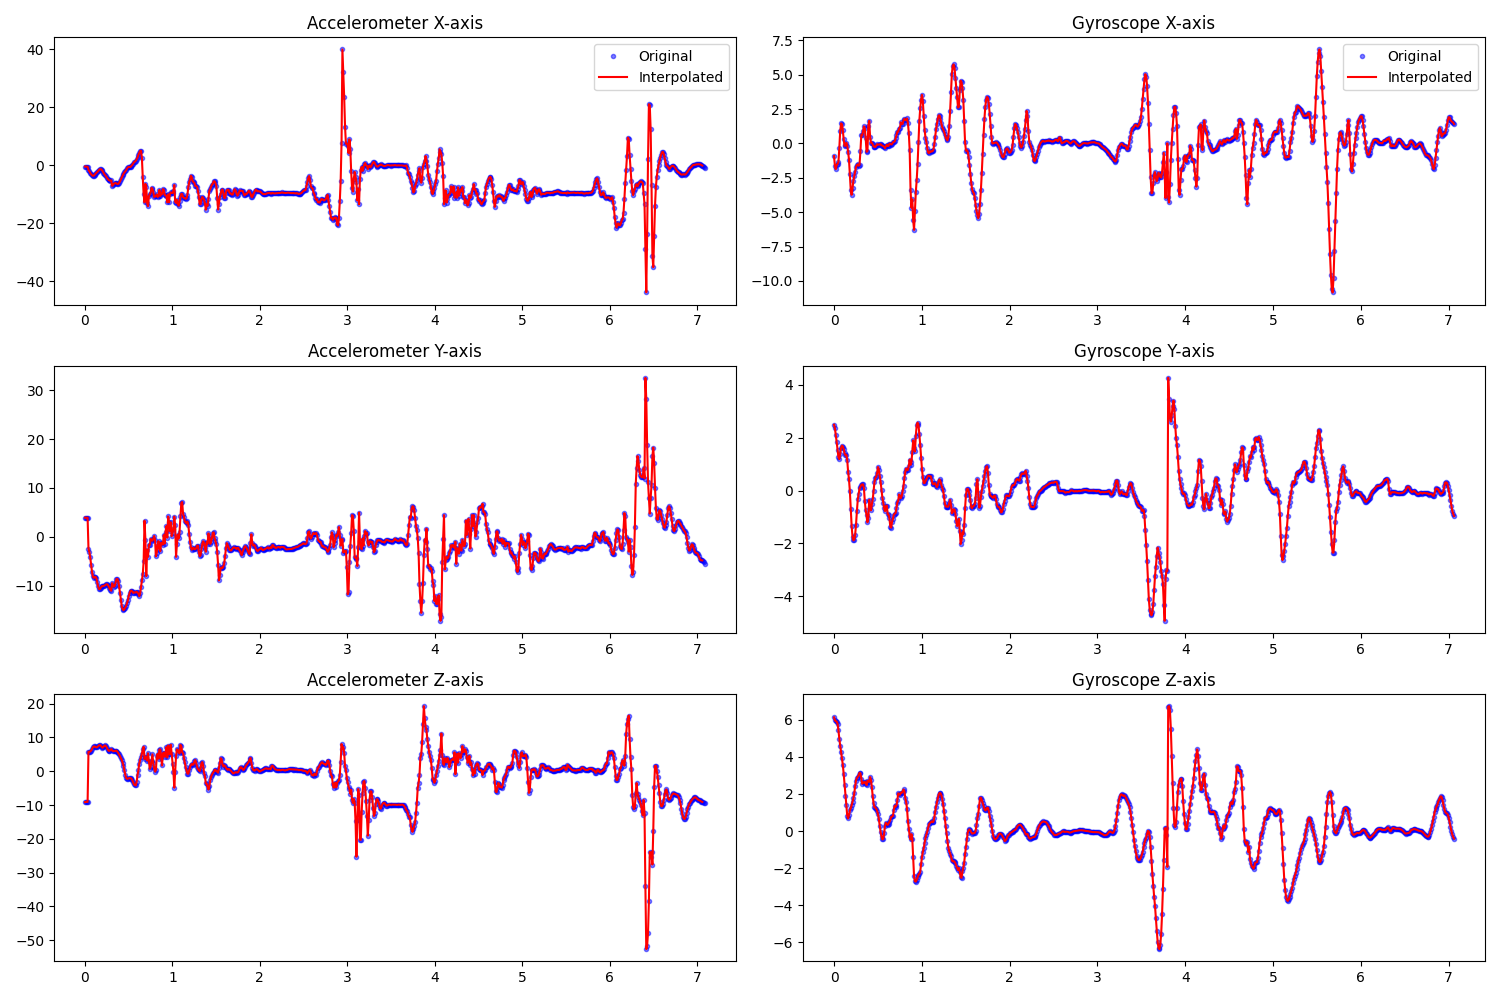 Accelerometer X-axis
40
20
0
−20
−40
0 1 2 3 4 5 6 7
Original
Interpolated
Gyroscope X-axis
7.5
5.0
2.5
0.0
−2.5
−5.0
−7.5
−10.0
0 1 2 3 4 5 6 7
Original
Interpolated
Accelerometer Y-axis
30
20
10
0
−10
0 1 2 3 4 5 6 7
Gyroscope Y-axis
4
2
0
−2
−4
0 1 2 3 4 5 6 7
Accelerometer Z-axis
20
10
0
−10
−20
−30
−40
−50
0 1 2 3 4 5 6 7
Gyroscope Z-axis
6
4
2
0
−2
−4
−6
0 1 2 3 4 5 6 7